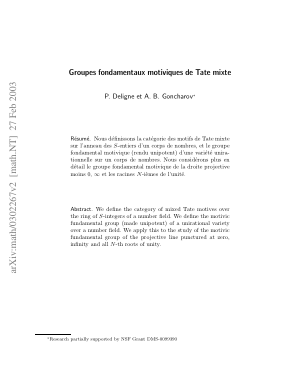 Groupes fondamentaux motiviques de Tate mixte
P. Deligne et A. B. Goncharov*
Résumé. Nous définissons la catégorie des motifs de Tate mixte
sur l'anneau des S-entiers d'un corps de nombres, et le groupe
fondamental motivique (rendu unipotent) d'une variété unira-
tionnelle sur un corps de nombres. Nous considérons plus en
détail le groupe fondamental motivique de la droite projective
moins 0, ∞ et les racines N-ièmes de l'unité.
Abstract. We define the category of mixed Tate motives over
the ring of S-integers of a number field. We define the motivic
fundamental group (made unipotent) of a unirational variety
over a number field. We apply this to the study of the motivic
fundamental group of the projective line punctured at zero,
infinity and all N-th roots of unity.
*Research partially supported by NSF Grant DMS-0099390
arXiv:math/0302267v2 [math.NT] 27 Feb 2003